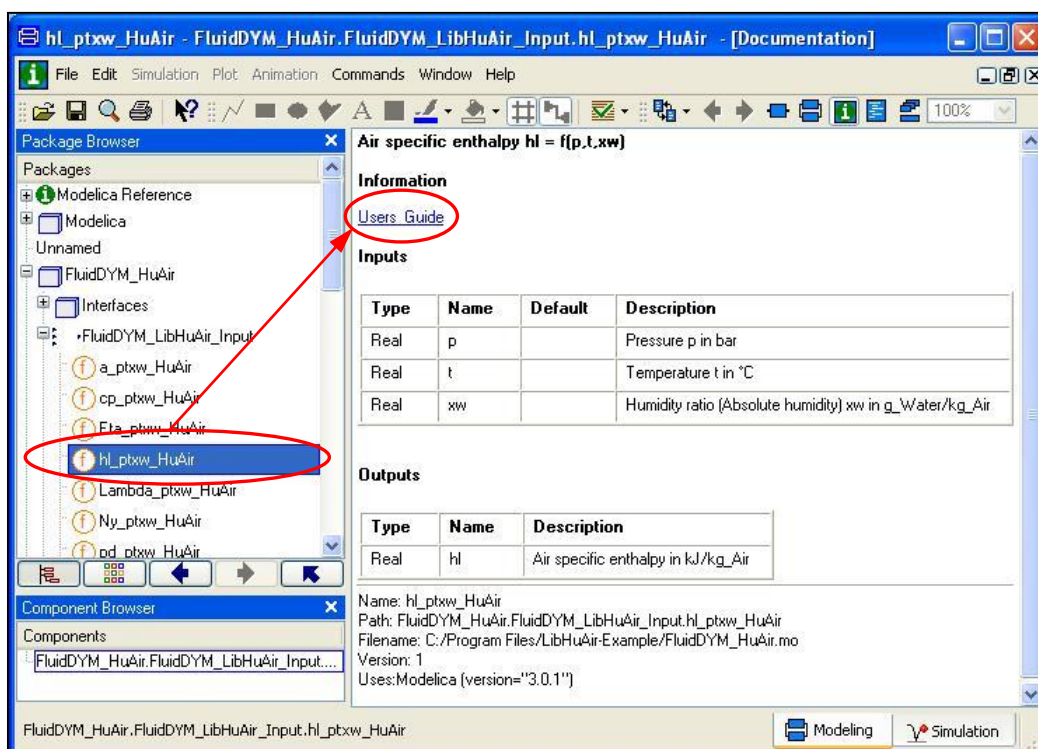 hl_ptxw_HuAir - FluidDYM_HuAir.FluidDYM_LibHuAir_Input.hl_ptxw_HuAir - [Documentation]
File Edit Simulation Plot Animation Commands Window Help
100%
Package Browser
Packages
Modelica Reference
Modelica
Unnamed
FluidDYM_HuAir
Interfaces
FluidDYM_LibHuAir_Input
a_ptxw_HuAir
cp_ptxw_HuAir
Eta_ptxw_HuAir
hl_ptxw_HuAir
Lambda_ptxw_HuAir
Ny_ptxw_HuAir
pd_ptxw_HuAir
Component Browser
Components
FluidDYM_HuAir.FluidDYM_LibHuAir_Input....
Air specific enthalpy hl = f(p,t,xw)
Information
Users_Guide
Inputs
Type Name Default Description
Real p Pressure p in bar
Real t Temperature t in °C
Real xw Humidity ratio (Absolute humidity) xw in g_Water/kg_Air
Outputs
Type Name Description
Real hl Air specific enthalpy in kJ/kg_Air
Name: hl_ptxw_HuAir
Path: FluidDYM_HuAir.FluidDYM_LibHuAir_Input.hl_ptxw_HuAir
Filename: C:/Program Files/LibHuAir-Example/FluidDYM_HuAir.mo
Version: 1
Uses:Modelica (version="3.0.1")
FluidDYM_HuAir.FluidDYM_LibHuAir_Input.hl_ptxw_HuAir
Modeling Simulation